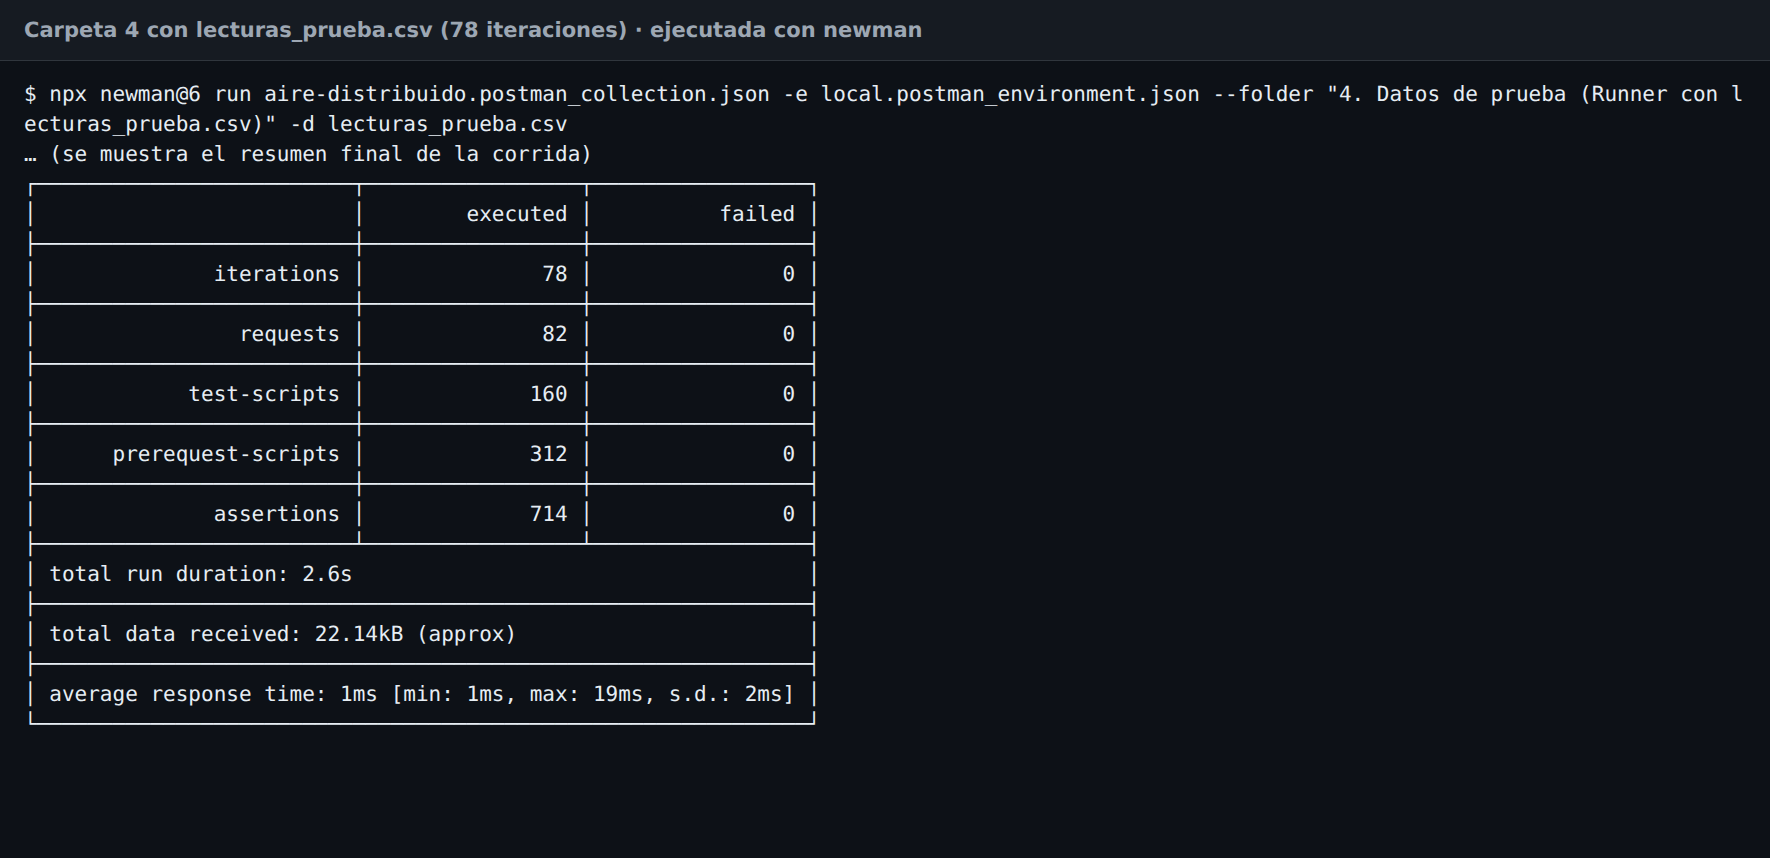 Carpeta 4 con lecturas_prueba.csv (78 iteraciones) · ejecutada con newman
$ npx newman@6 run aire-distribuido.postman_collection.json -e local.postman_environment.json --folder "4. Datos de prueba (Runner con l
ecturas_prueba.csv)" -d lecturas_prueba.csv
… (se muestra el resumen final de la corrida)
executed failed
iterations 78 0
requests 82 0
test-scripts 160 0
prerequest-scripts 312 0
assertions 714 0
total run duration: 2.6s
total data received: 22.14kB (approx)
average response time: 1ms [min: 1ms, max: 19ms, s.d.: 2ms]